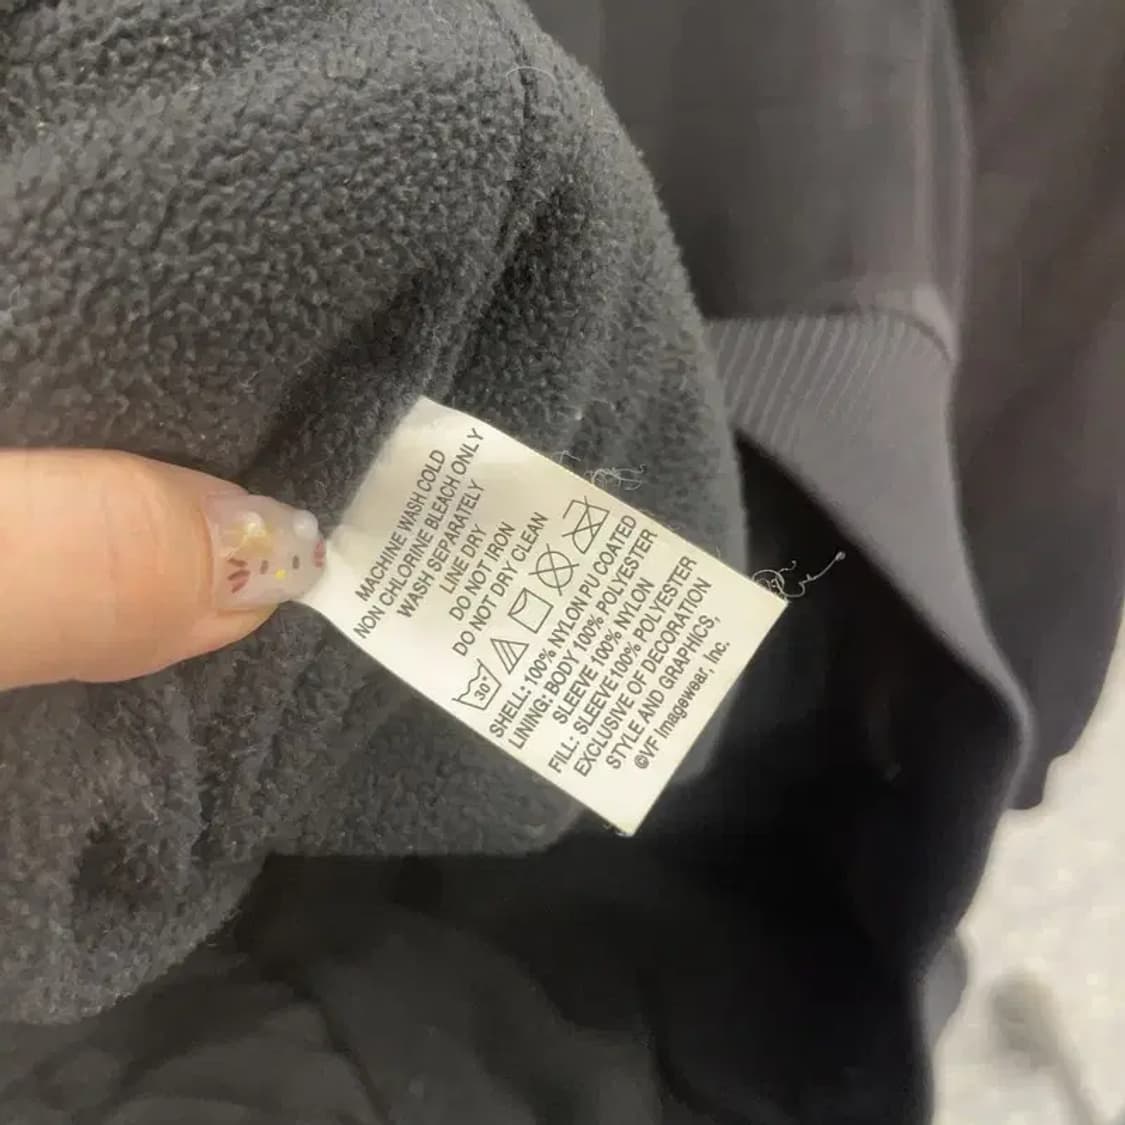 MACHINE WASH COLD
NON CHLORINE BLEACH ONLY
WASH SEPARATELY
LINE DRY
DO NOT IRON
DO NOT DRY CLEAN
30°
SHELL: 100% NYLON PU COATED
LINING: BODY 100% POLYESTER
SLEEVE 100% NYLON
FILL: SLEEVE 100% POLYESTER
EXCLUSIVE OF DECORATION
STYLE AND GRAPHICS,
©VF Imagewear, Inc.